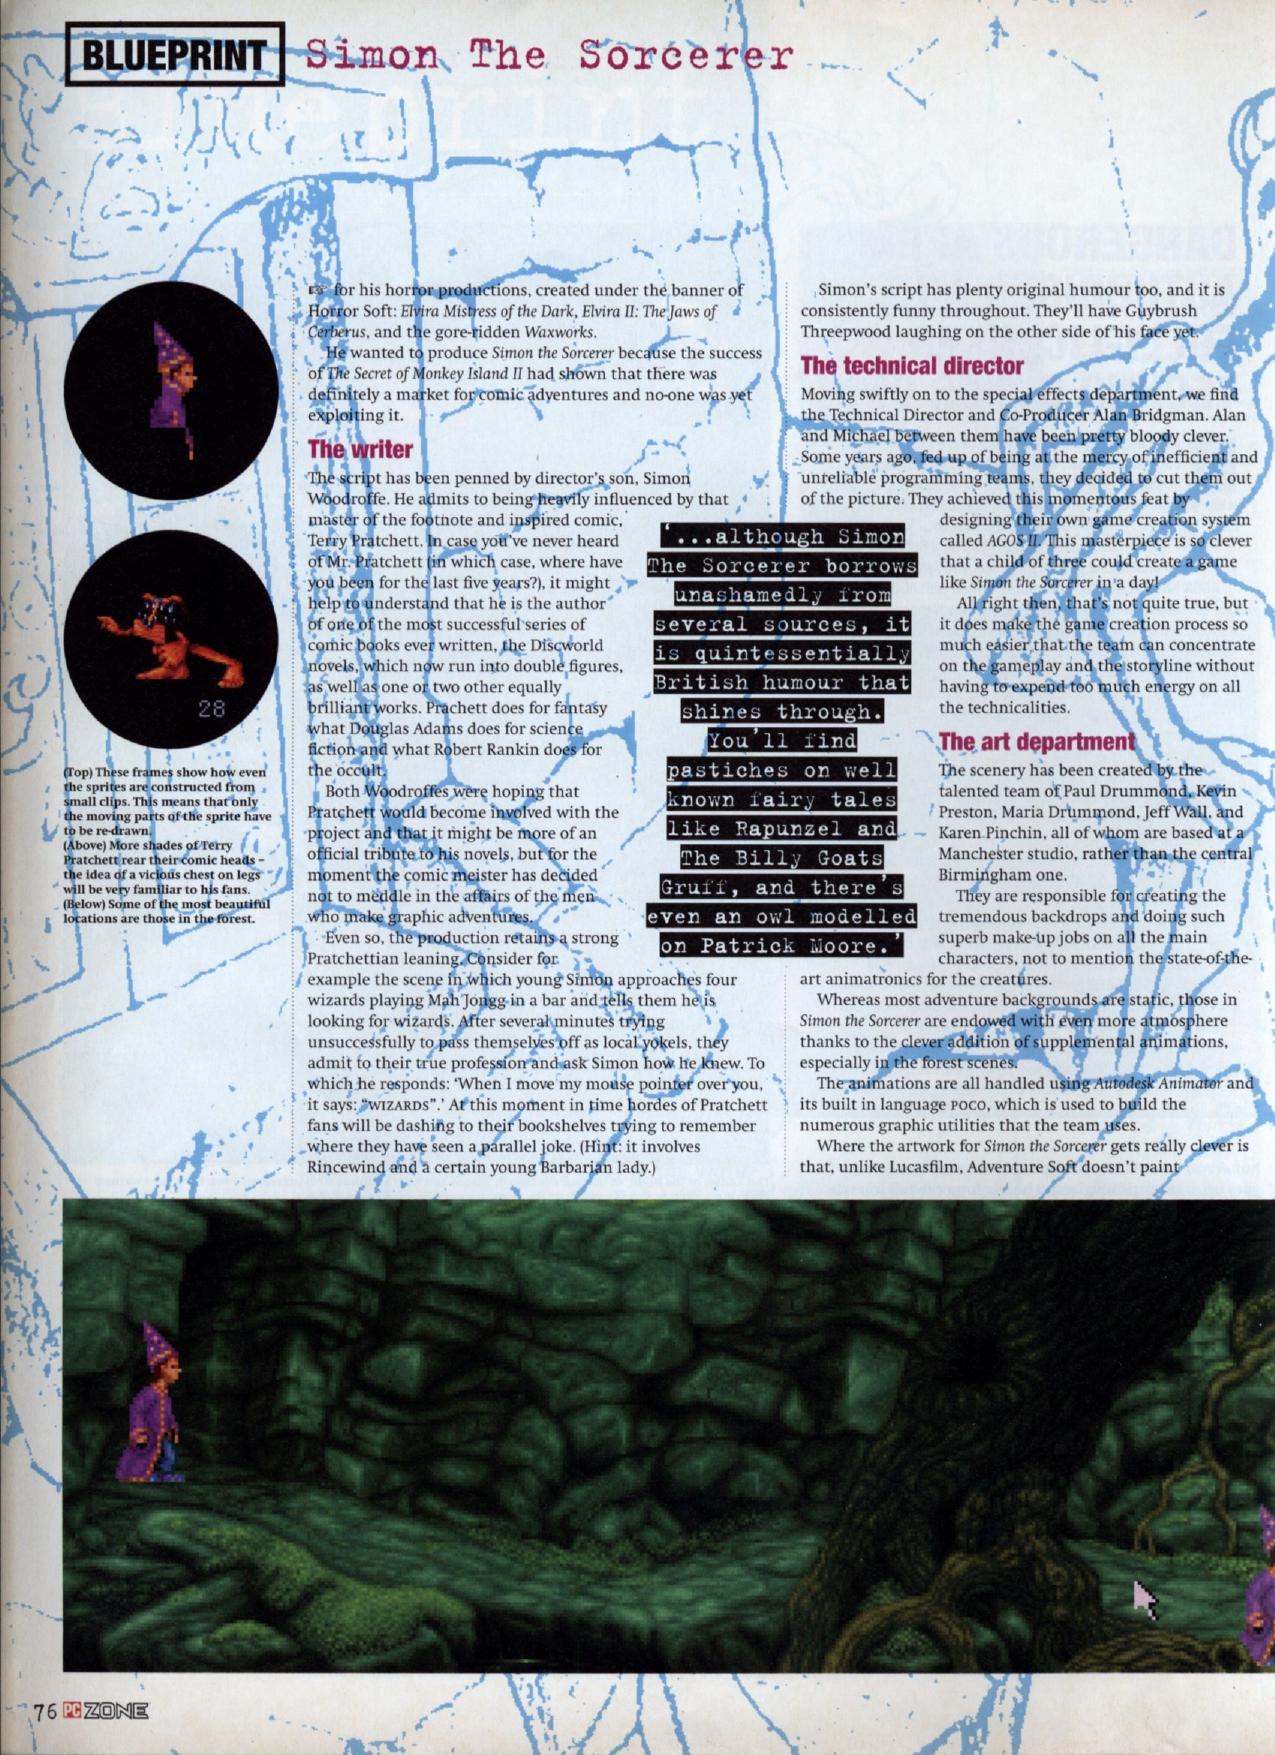 BLUEPRINT Simon The Sorcerer
(Top) These frames show how even
the sprites are constructed from
small clips. This means that only
the moving parts of the sprite have
to be re-drawn.
(Above) More shades of Terry
Pratchett rear their comic heads –
the idea of a vicious chest on legs
will be very familiar to his fans.
(Below) Some of the most beautiful
locations are those in the forest.
28
☞ for his horror productions, created under the banner of
Horror Soft: Elvira Mistress of the Dark, Elvira II: The Jaws of
Cerberus, and the gore-ridden Waxworks.
He wanted to produce Simon the Sorcerer because the success
of The Secret of Monkey Island II had shown that there was
definitely a market for comic adventures and no-one was yet
exploiting it.
The writer
The script has been penned by director's son, Simon
Woodroffe. He admits to being heavily influenced by that
master of the footnote and inspired comic,
Terry Pratchett. In case you've never heard
of Mr. Pratchett (in which case, where have
you been for the last five years?), it might
help to understand that he is the author
of one of the most successful series of
comic books ever written, the Discworld
novels, which now run into double figures,
as well as one or two other equally
brilliant works. Prachett does for fantasy
what Douglas Adams does for science
fiction and what Robert Rankin does for
the occult.
Both Woodroffes were hoping that
Pratchett would become involved with the
project and that it might be more of an
official tribute to his novels, but for the
moment the comic meister has decided
not to meddle in the affairs of the men
who make graphic adventures.
Even so, the production retains a strong
Pratchettian leaning. Consider for
example the scene in which young Simon approaches four
wizards playing Mah Jongg in a bar and tells them he is
looking for wizards. After several minutes trying
unsuccessfully to pass themselves off as local yokels, they
admit to their true profession and ask Simon how he knew. To
which he responds: 'When I move my mouse pointer over you,
it says: "WIZARDS".' At this moment in time hordes of Pratchett
fans will be dashing to their bookshelves trying to remember
where they have seen a parallel joke. (Hint: it involves
Rincewind and a certain young Barbarian lady.)
'...although Simon
The Sorcerer borrows
unashamedly from
several sources, it
is quintessentially
British humour that
shines through.
You'll find
pastiches on well
known fairy tales
like Rapunzel and
The Billy Goats
Gruff, and there's
even an owl modelled
on Patrick Moore.'
Simon's script has plenty original humour too, and it is
consistently funny throughout. They'll have Guybrush
Threepwood laughing on the other side of his face yet.
The technical director
Moving swiftly on to the special effects department, we find
the Technical Director and Co-Producer Alan Bridgman. Alan
and Michael between them have been pretty bloody clever.
Some years ago, fed up of being at the mercy of inefficient and
unreliable programming teams, they decided to cut them out
of the picture. They achieved this momentous feat by
designing their own game creation system
called AGOS II. This masterpiece is so clever
that a child of three could create a game
like Simon the Sorcerer in a day!
All right then, that's not quite true, but
it does make the game creation process so
much easier that the team can concentrate
on the gameplay and the storyline without
having to expend too much energy on all
the technicalities.
The art department
The scenery has been created by the
talented team of Paul Drummond, Kevin
Preston, Maria Drummond, Jeff Wall, and
Karen Pinchin, all of whom are based at a
Manchester studio, rather than the central
Birmingham one.
They are responsible for creating the
tremendous backdrops and doing such
superb make-up jobs on all the main
characters, not to mention the state-of-the-
art animatronics for the creatures.
Whereas most adventure backgrounds are static, those in
Simon the Sorcerer are endowed with even more atmosphere
thanks to the clever addition of supplemental animations,
especially in the forest scenes.
The animations are all handled using Autodesk Animator and
its built in language POCO, which is used to build the
numerous graphic utilities that the team uses.
Where the artwork for Simon the Sorcerer gets really clever is
that, unlike Lucasfilm, Adventure Soft doesn't paint
76 PC ZONE